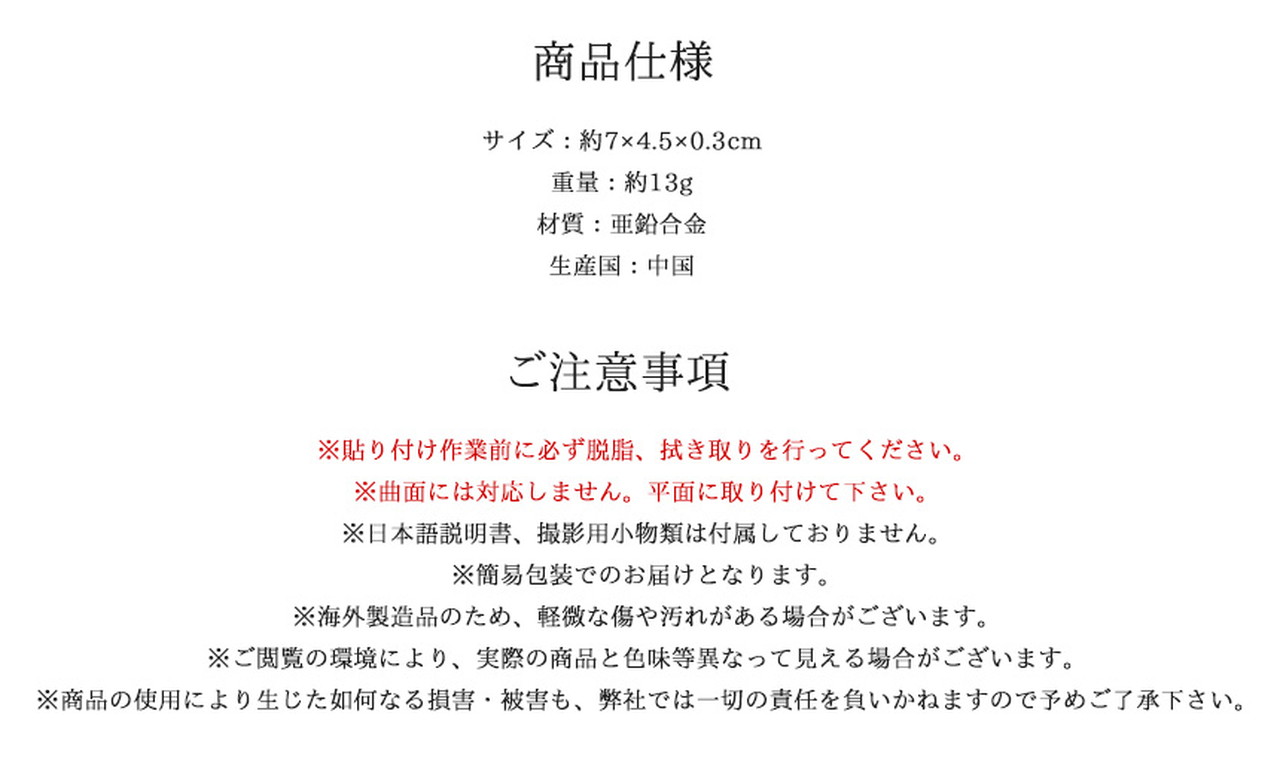 商品仕様
サイズ：約7×4.5×0.3cm
重量：約13g
材質：亜鉛合金
生産国：中国
ご注意事項
※貼り付け作業前に必ず脱脂、拭き取りを行ってください。
※曲面には対応しません。平面に取り付けて下さい。
※日本語説明書、撮影用小物類は付属しておりません。
※簡易包装でのお届けとなります。
※海外製造品のため、軽微な傷や汚れがある場合がございます。
※ご閲覧の環境により、実際の商品と色味等異なって見える場合がございます。
※商品の使用により生じた如何なる損害・被害も、弊社では一切の責任を負いかねますので予めご了承下さい。